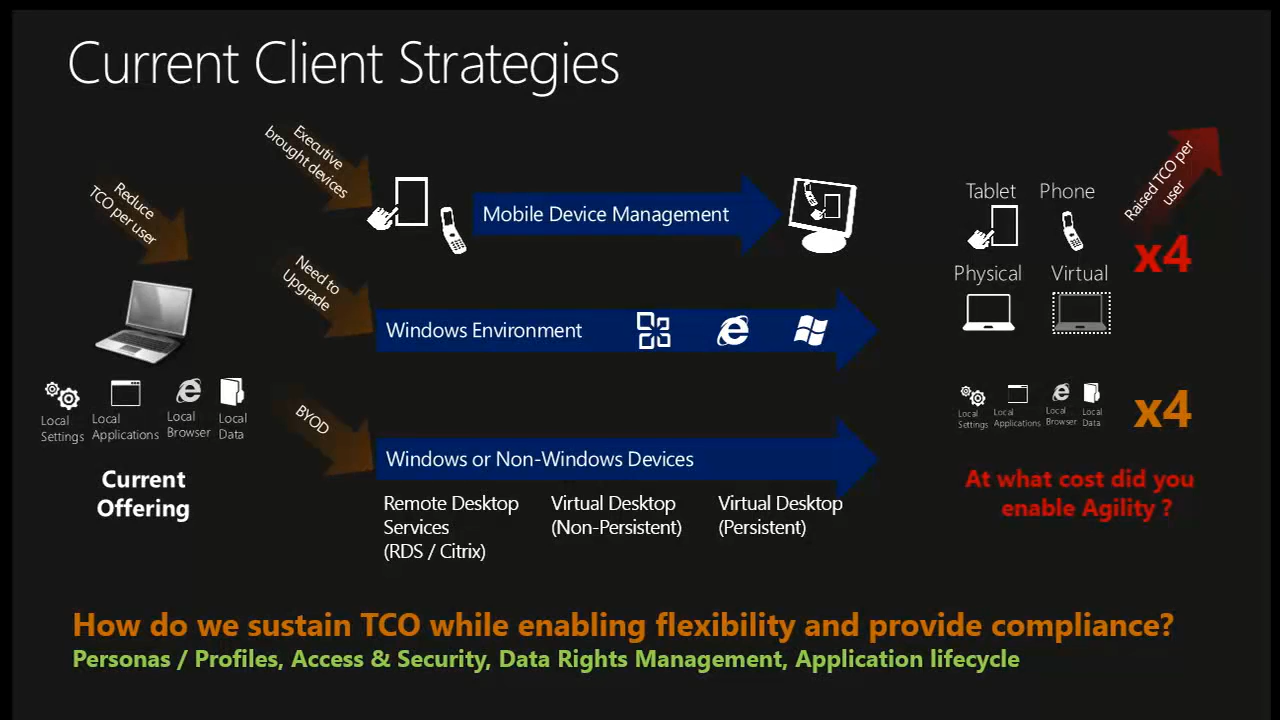 Current Client Strategies
Reduce
TCO per user
Local
Settings
Local
Applications
Local
Browser
Local
Data
Current
Offering
Executive
brought devices
Mobile Device Management
Need to
Upgrade
Windows Environment
BYOD
Windows or Non-Windows Devices
Remote Desktop
Services
(RDS / Citrix)
Virtual Desktop
(Non-Persistent)
Virtual Desktop
(Persistent)
Tablet
Phone
Raised TCO per
user
x4
Physical
Virtual
Local
Settings
Local
Applications
Local
Browser
Local
Data
x4
At what cost did you
enable Agility ?
How do we sustain TCO while enabling flexibility and provide compliance?
Personas / Profiles, Access & Security, Data Rights Management, Application lifecycle